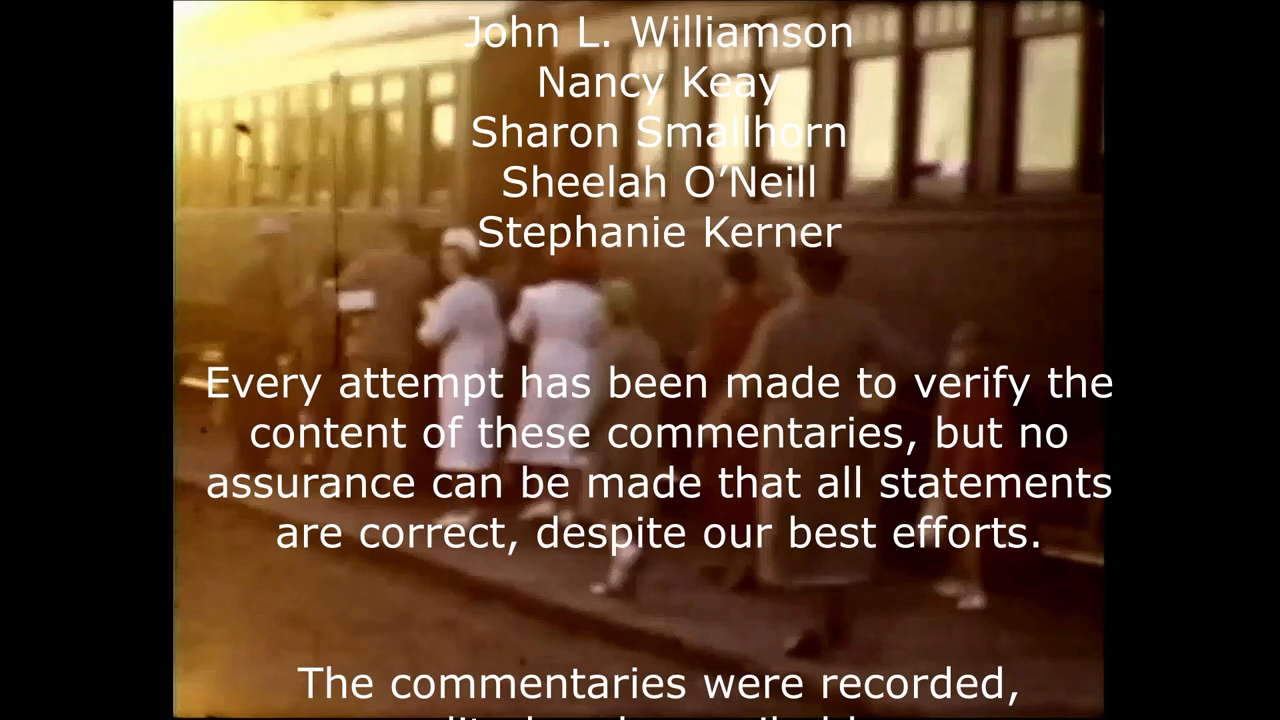 John L. Williamson
Nancy Keay
Sharon Smallhorn
Sheelah O’Neill
Stephanie Kerner
Every attempt has been made to verify the
content of these commentaries, but no
assurance can be made that all statements
are correct, despite our best efforts.
The commentaries were recorded,